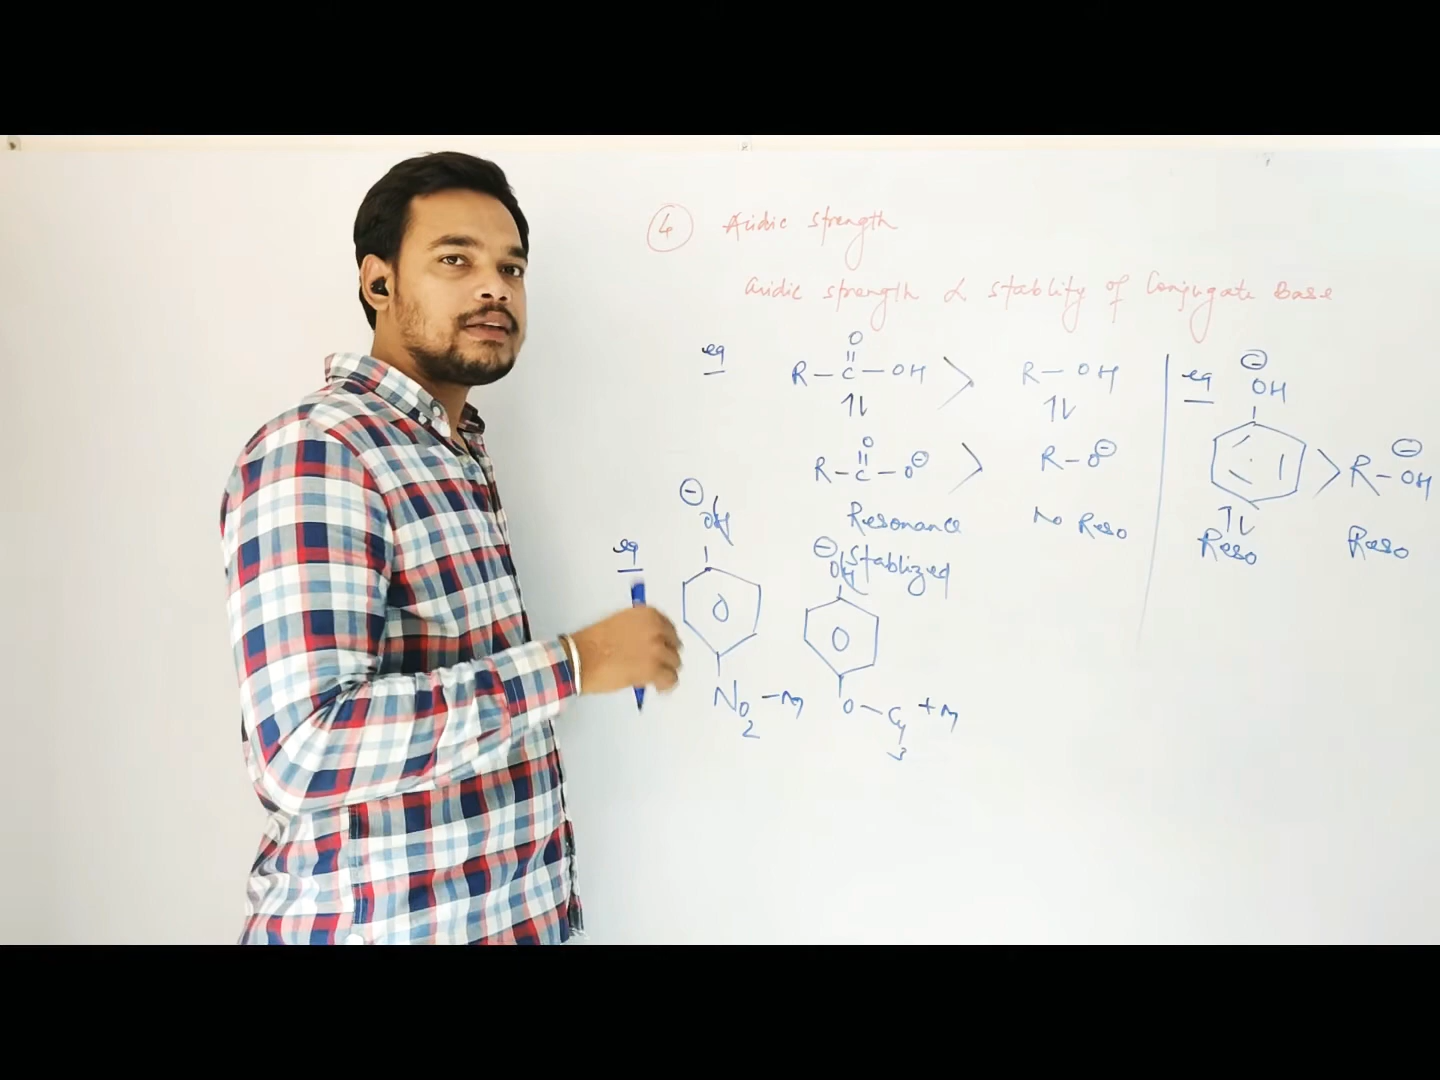 4 Acidic strength
Acidic strength α stablity of Conjugate Base
eg
O
R - C - OH > R - OH
O
R - C - O⊖ > R - O⊖
Resonance No Reso
Stablized
eg
⊖
OH
> R - OH
⊖
Reso Reso
eg
⊖
OH
NO2 -M
⊖
OH
O - CH3 +M